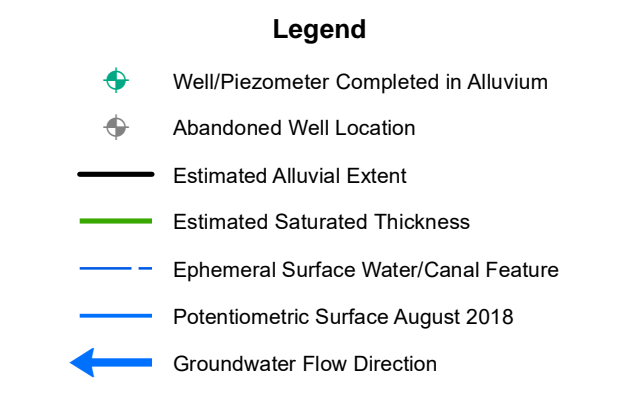 Legend
Well/Piezometer Completed in Alluvium
Abandoned Well Location
Estimated Alluvial Extent
Estimated Saturated Thickness
Ephemeral Surface Water/Canal Feature
Potentiometric Surface August 2018
Groundwater Flow Direction